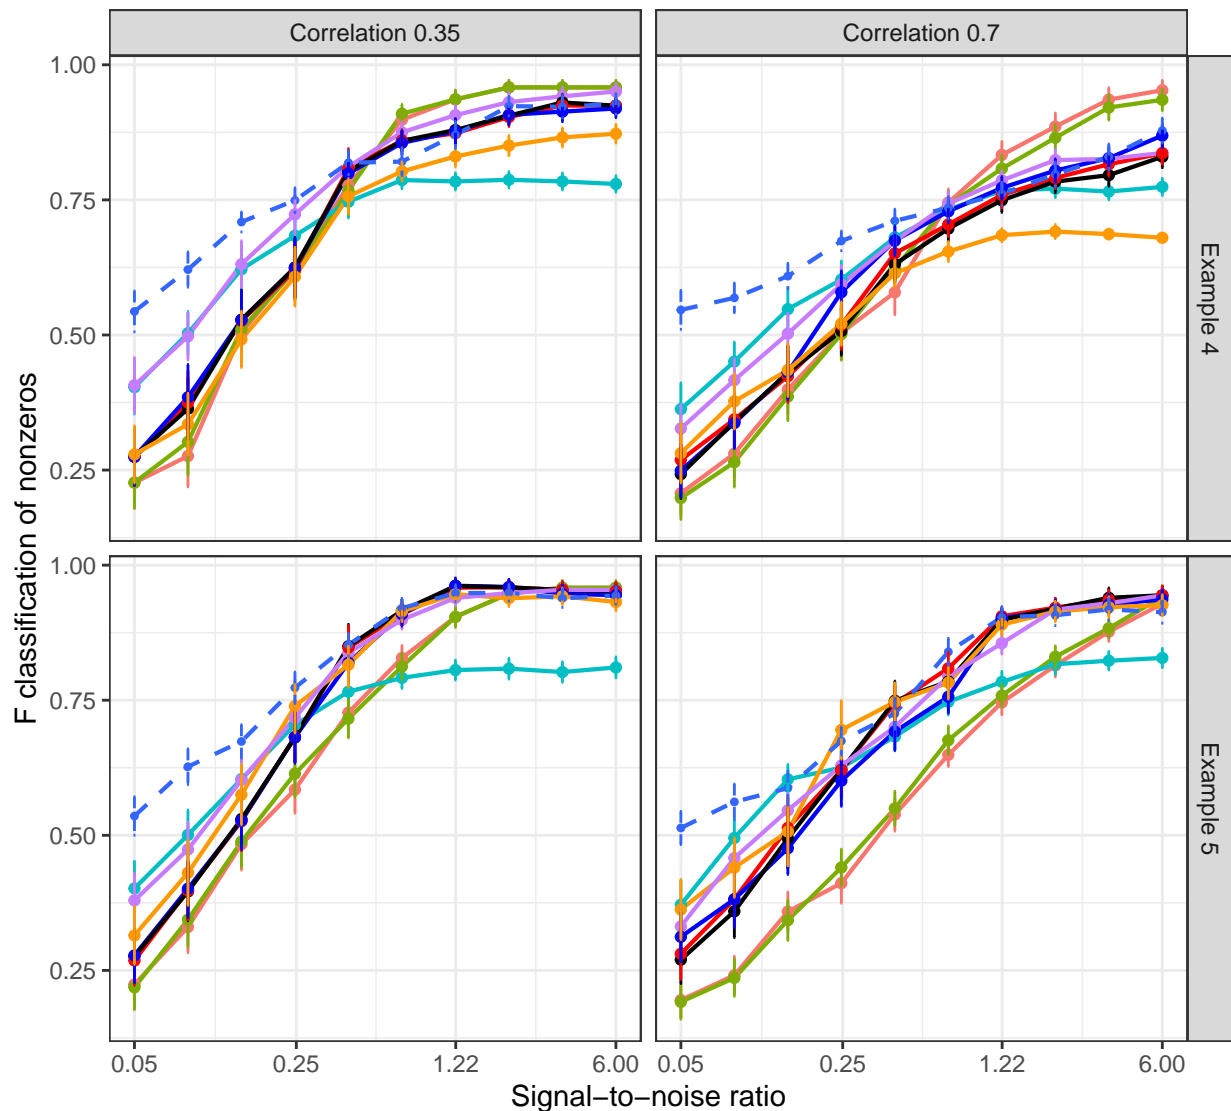 Correlation 0.35
Correlation 0.7
1.00
0.75
0.50
0.25
Example 4
1.00
0.75
0.50
0.25
Example 5
F classification of nonzeros
0.05
0.25
1.22
6.00
0.05
0.25
1.22
6.00
Signal−to−noise ratio